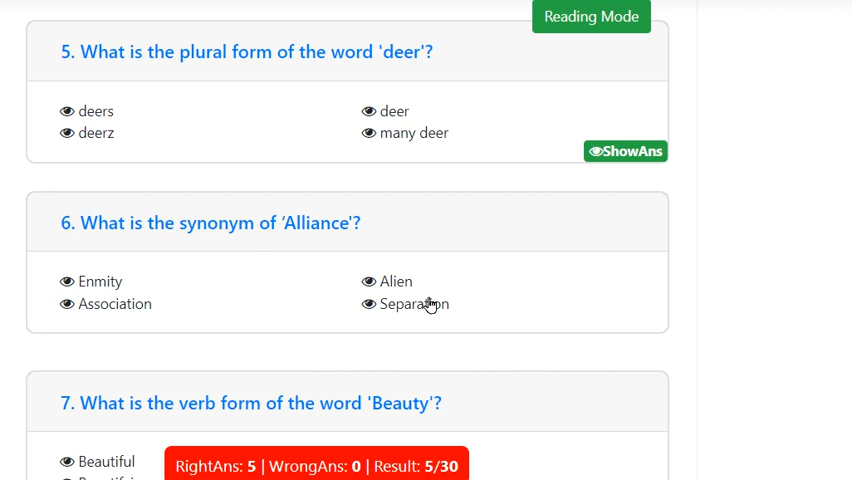 Reading Mode
5. What is the plural form of the word 'deer'?
deers
deer
deerz
many deer
ShowAns
6. What is the synonym of ‘Alliance'?
Enmity
Alien
Association
Separation
7. What is the verb form of the word 'Beauty'?
Beautiful
RightAns: 5 | WrongAns: 0 | Result: 5/30